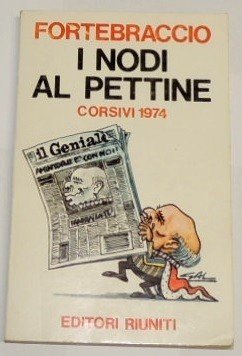 FORTEBRACCIO
I NODI
AL PETTINE
CORSIVI 1974
il Geniale
EDITORI RIUNITI